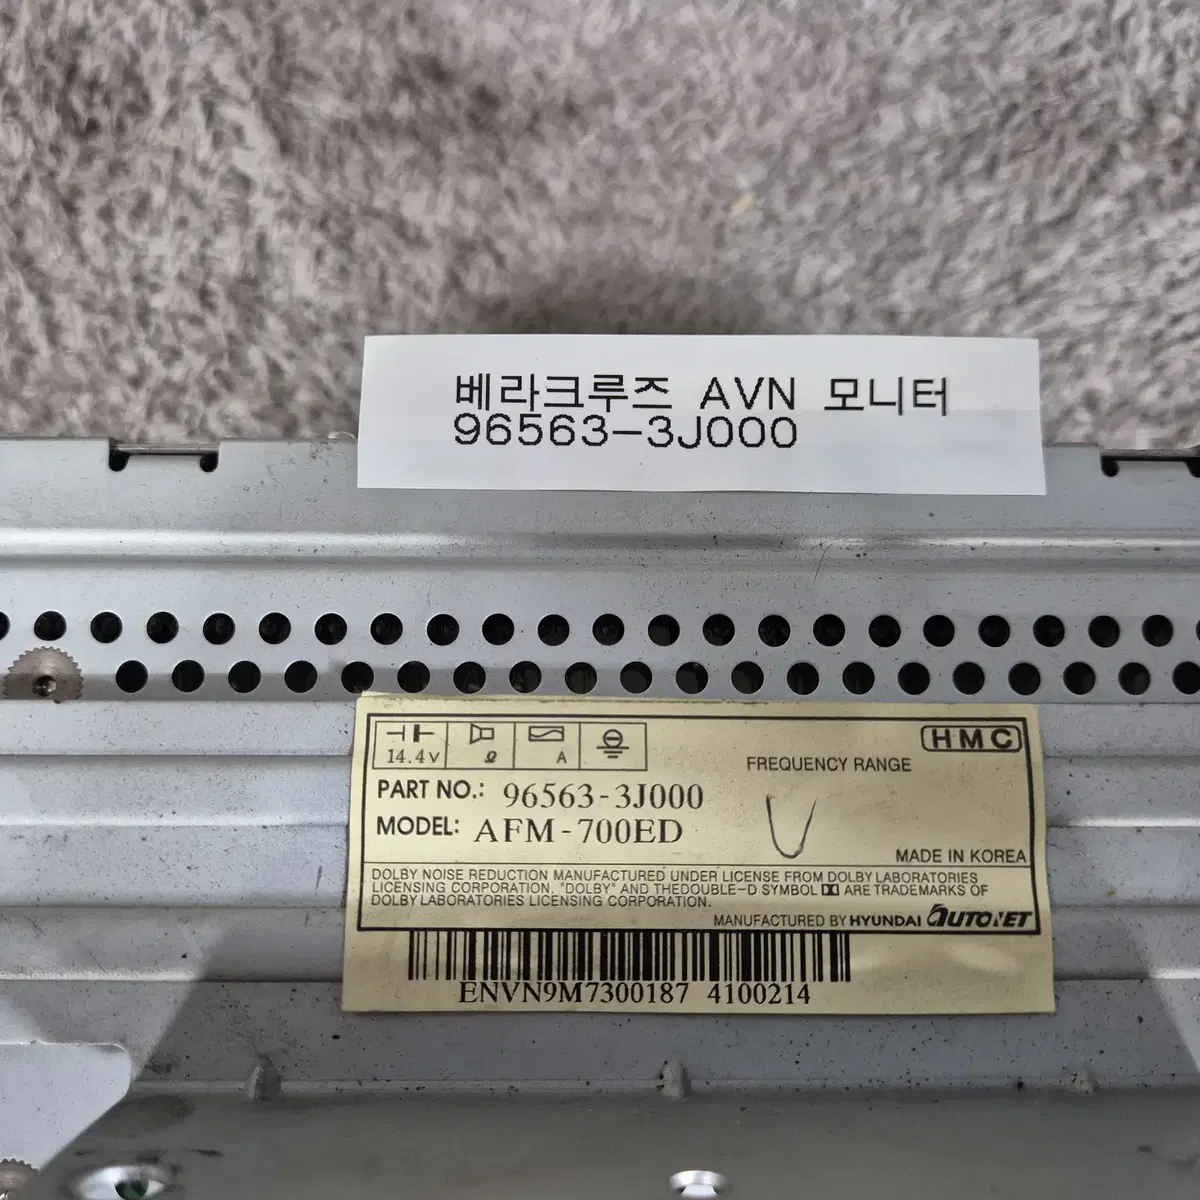 베라크루즈 AVN 모니터
96563-3J000
14.4V Ω A
FREQUENCY RANGE
HMC
PART NO.: 96563-3J000
MODEL: AFM-700ED
MADE IN KOREA
DOLBY NOISE REDUCTION MANUFACTURED UNDER LICENSE FROM DOLBY LABORATORIES
LICENSING CORPORATION. "DOLBY" AND THEDOUBLE-D SYMBOL ARE TRADEMARKS OF
DOLBY LABORATORIES LICENSING CORPORATION.
MANUFACTURED BY HYUNDAI AUTONET
ENVN9M7300187 4100214